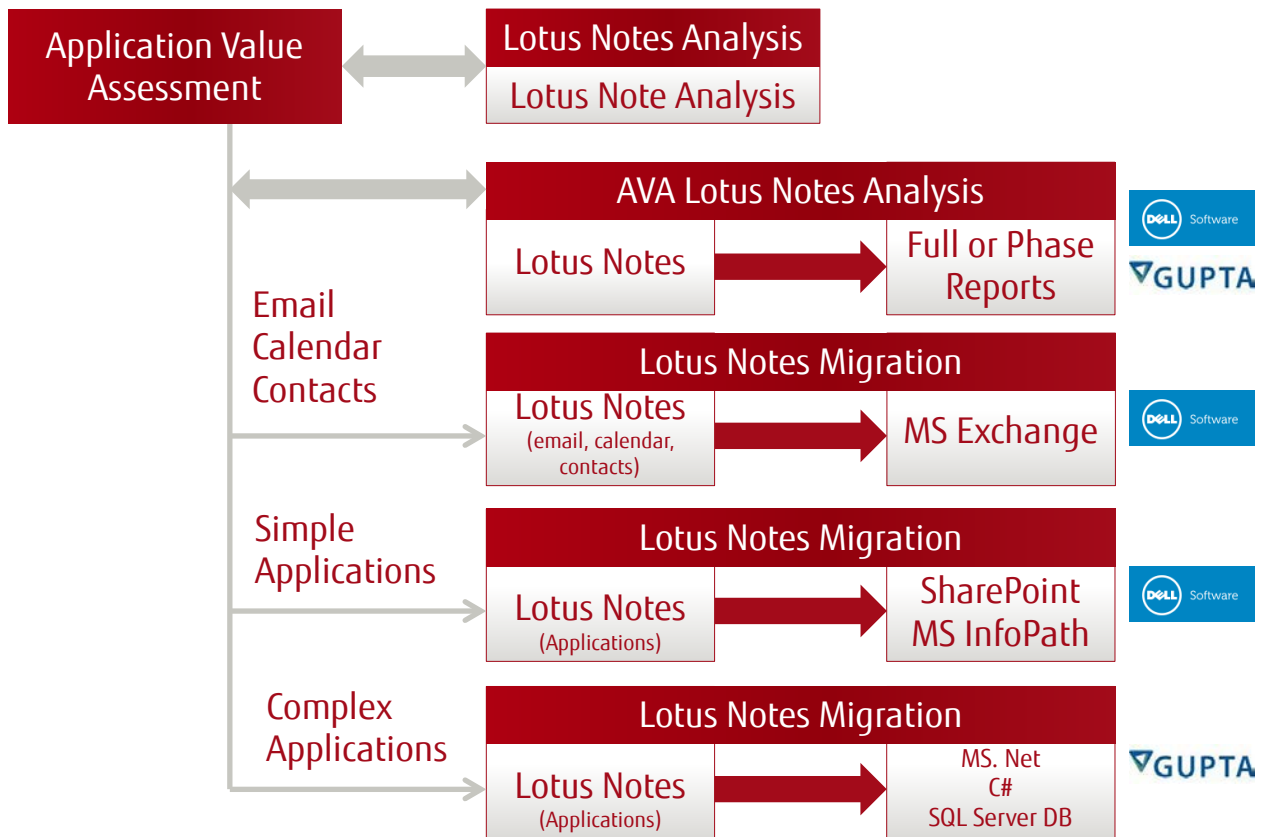 Application Value
Assessment
Lotus Notes Analysis
Lotus Note Analysis
AVA Lotus Notes Analysis
Lotus Notes
Full or Phase
Reports
DELL Software
GUPTA
Email
Calendar
Contacts
Lotus Notes Migration
Lotus Notes
(email, calendar,
contacts)
MS Exchange
DELL Software
Simple
Applications
Lotus Notes Migration
Lotus Notes
(Applications)
SharePoint
MS InfoPath
DELL Software
Complex
Applications
Lotus Notes Migration
Lotus Notes
(Applications)
MS. Net
C#
SQL Server DB
GUPTA